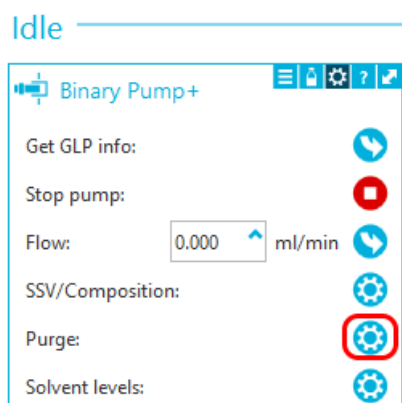 Idle
Binary Pump+
?
Get GLP info:
Stop pump:
Flow: 0.000 ml/min
SSV/Composition:
Purge:
Solvent levels: